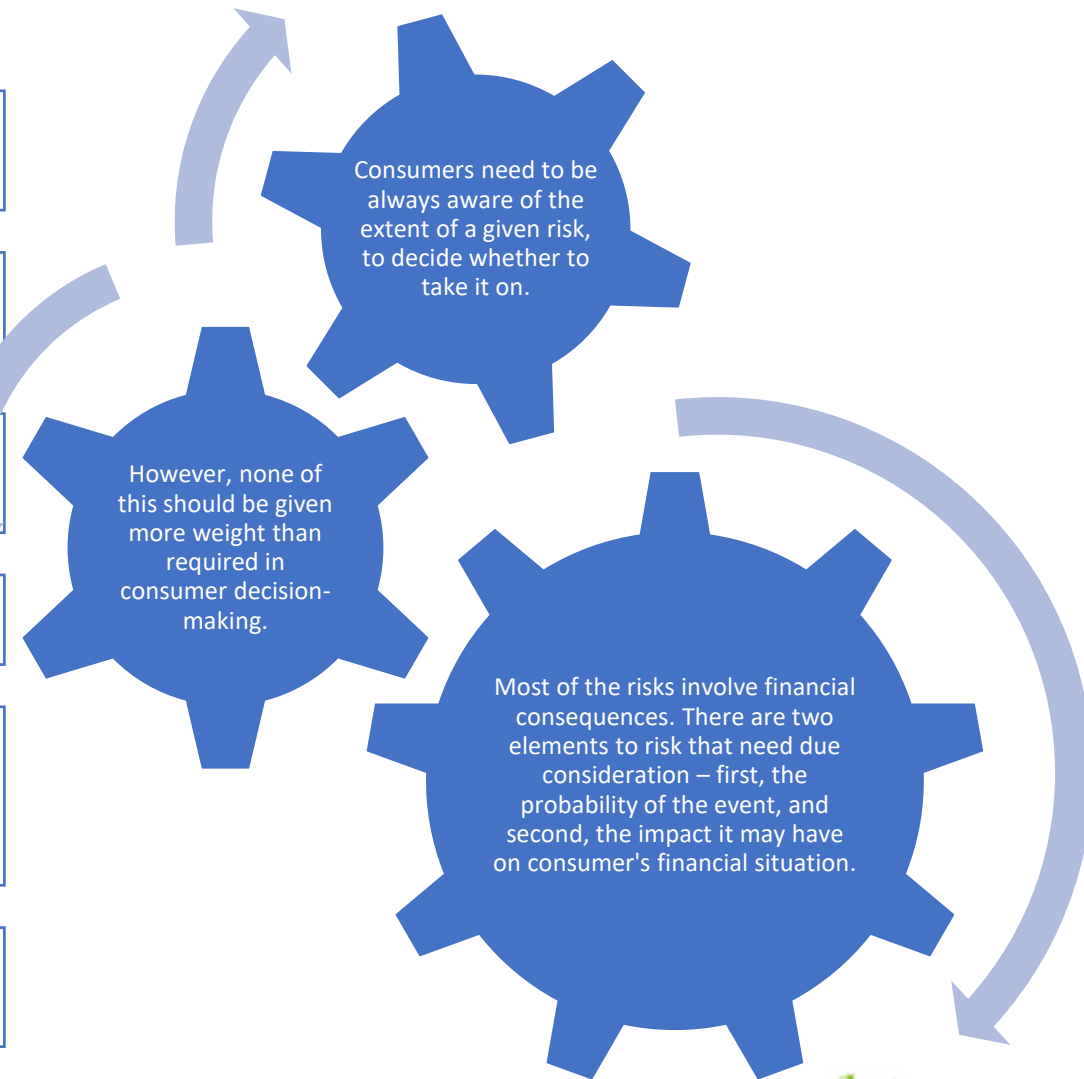 Consumers need to be
always aware of the
extent of a given risk,
to decide whether to
take it on.
However, none of
this should be given
more weight than
required in
consumer decision-
making.
Most of the risks involve financial
consequences. There are two
elements to risk that need due
consideration – first, the
probability of the event, and
second, the impact it may have
on consumer's financial situation.